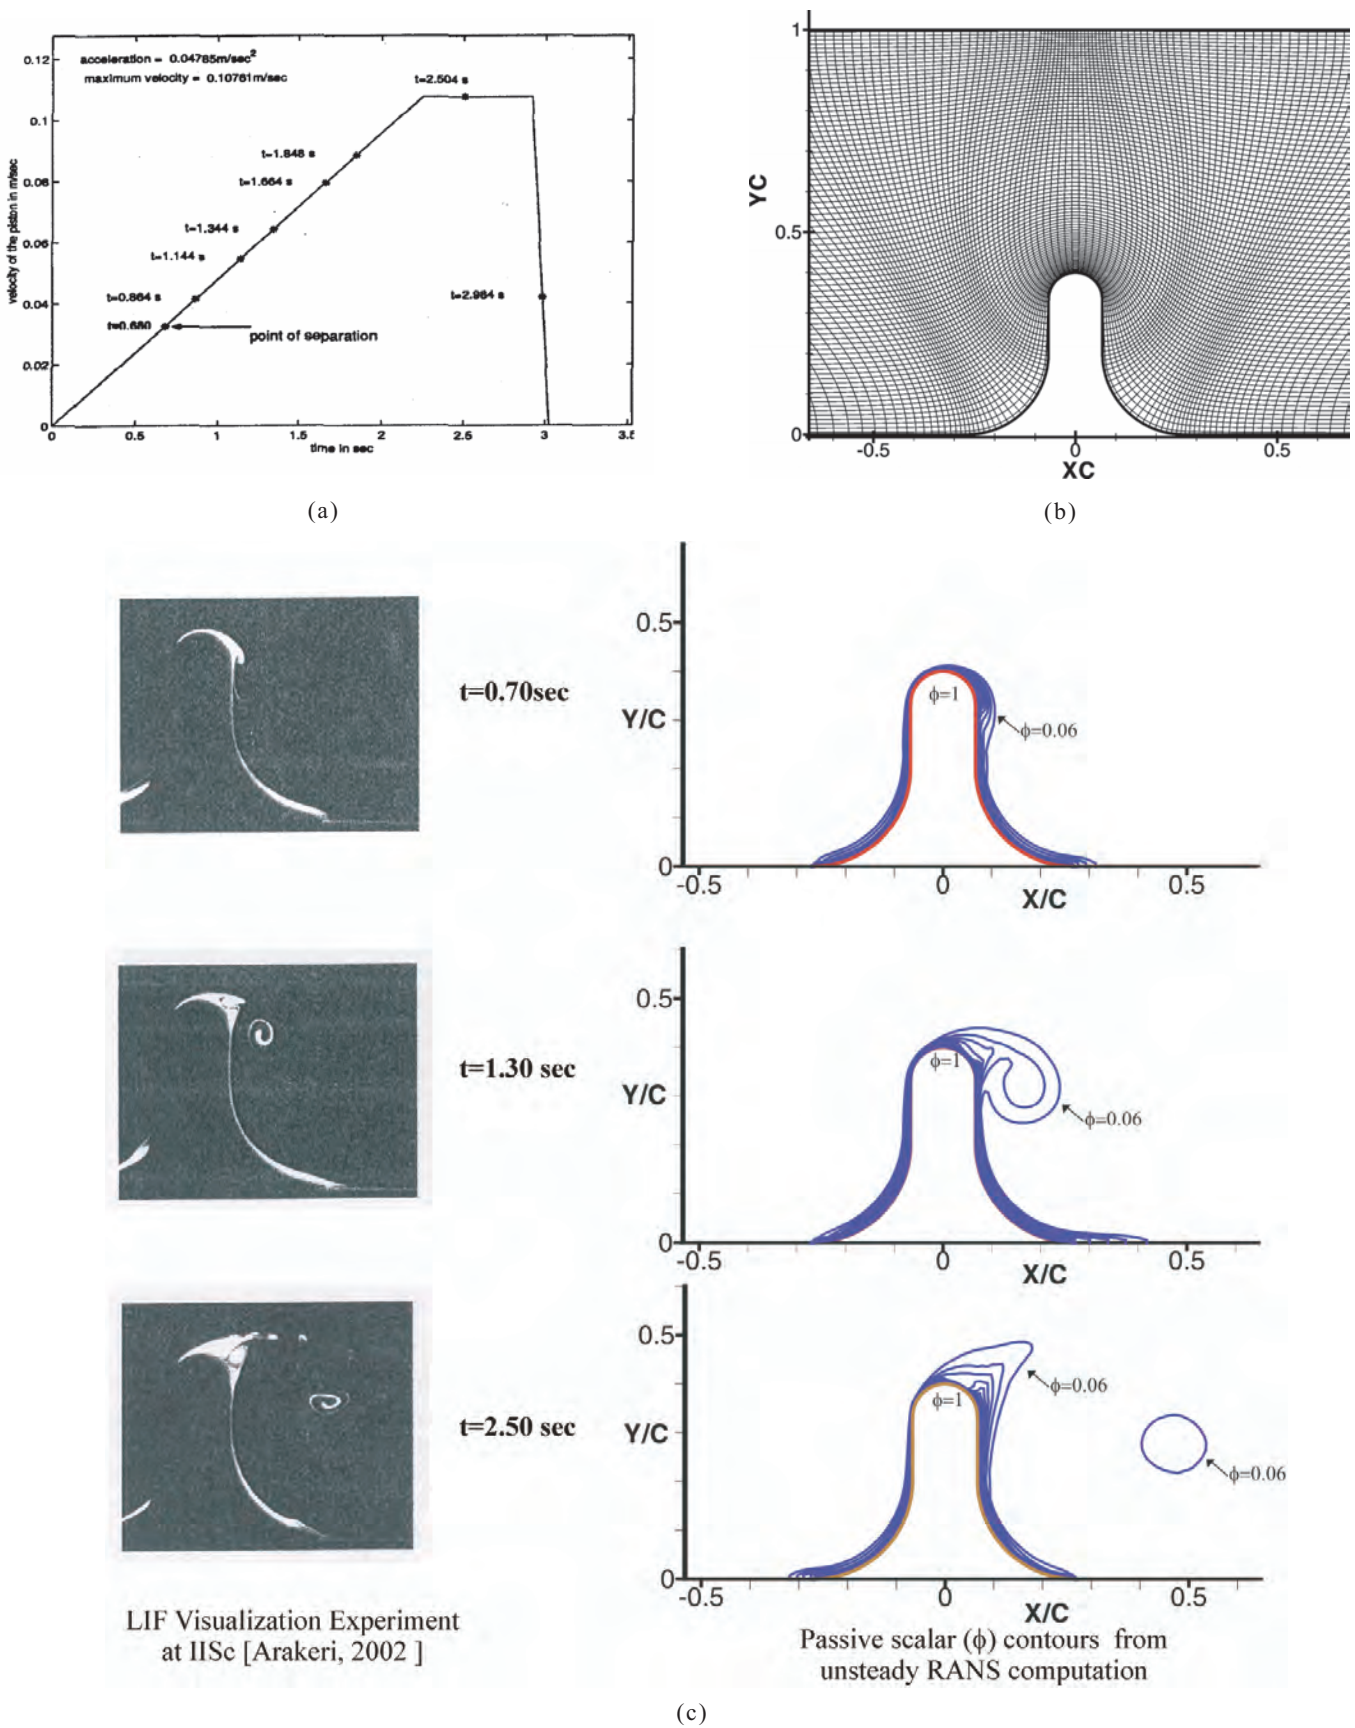 0.12
acceleration = 0.04785m/sec²
maximum velocity = 0.10761m/sec
t=2.504 s
0.1
t=1.848 s
0.08
t=1.664 s
t=1.344 s
0.06
t=1.144 s
0.04
t=0.864 s
t=2.984 s
t=0.680
point of separation
0.02
0
velocity of the piston in m/sec
0 0.5 1 1.5 2 2.5 3 3.5
time in sec
(a)
1
YC
0.5
0
-0.5 0 0.5
XC
(b)
t=0.70sec
0.5
Y/C
ϕ=1
ϕ=0.06
0
-0.5 0 0.5
X/C
t=1.30 sec
0.5
Y/C
ϕ=1
ϕ=0.06
0
-0.5 0 0.5
X/C
t=2.50 sec
0.5
Y/C
ϕ=1
ϕ=0.06
ϕ=0.06
0
-0.5 0 0.5
X/C
LIF Visualization Experiment
at IISc [Arakeri, 2002 ]
Passive scalar (ϕ) contours from
unsteady RANS computation
(c)